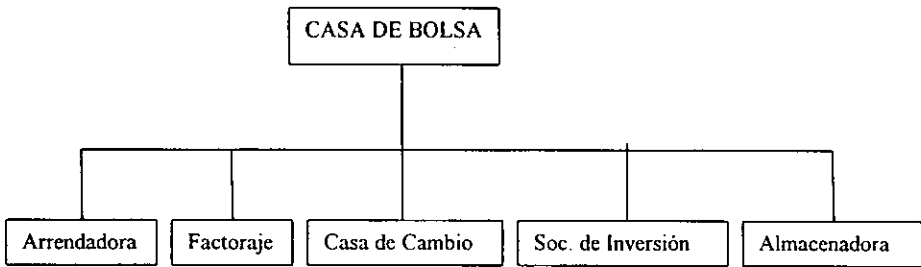 CASA DE BOLSA
Arrendadora
Factoraje
Casa de Cambio
Soc. de Inversión
Almacenadora